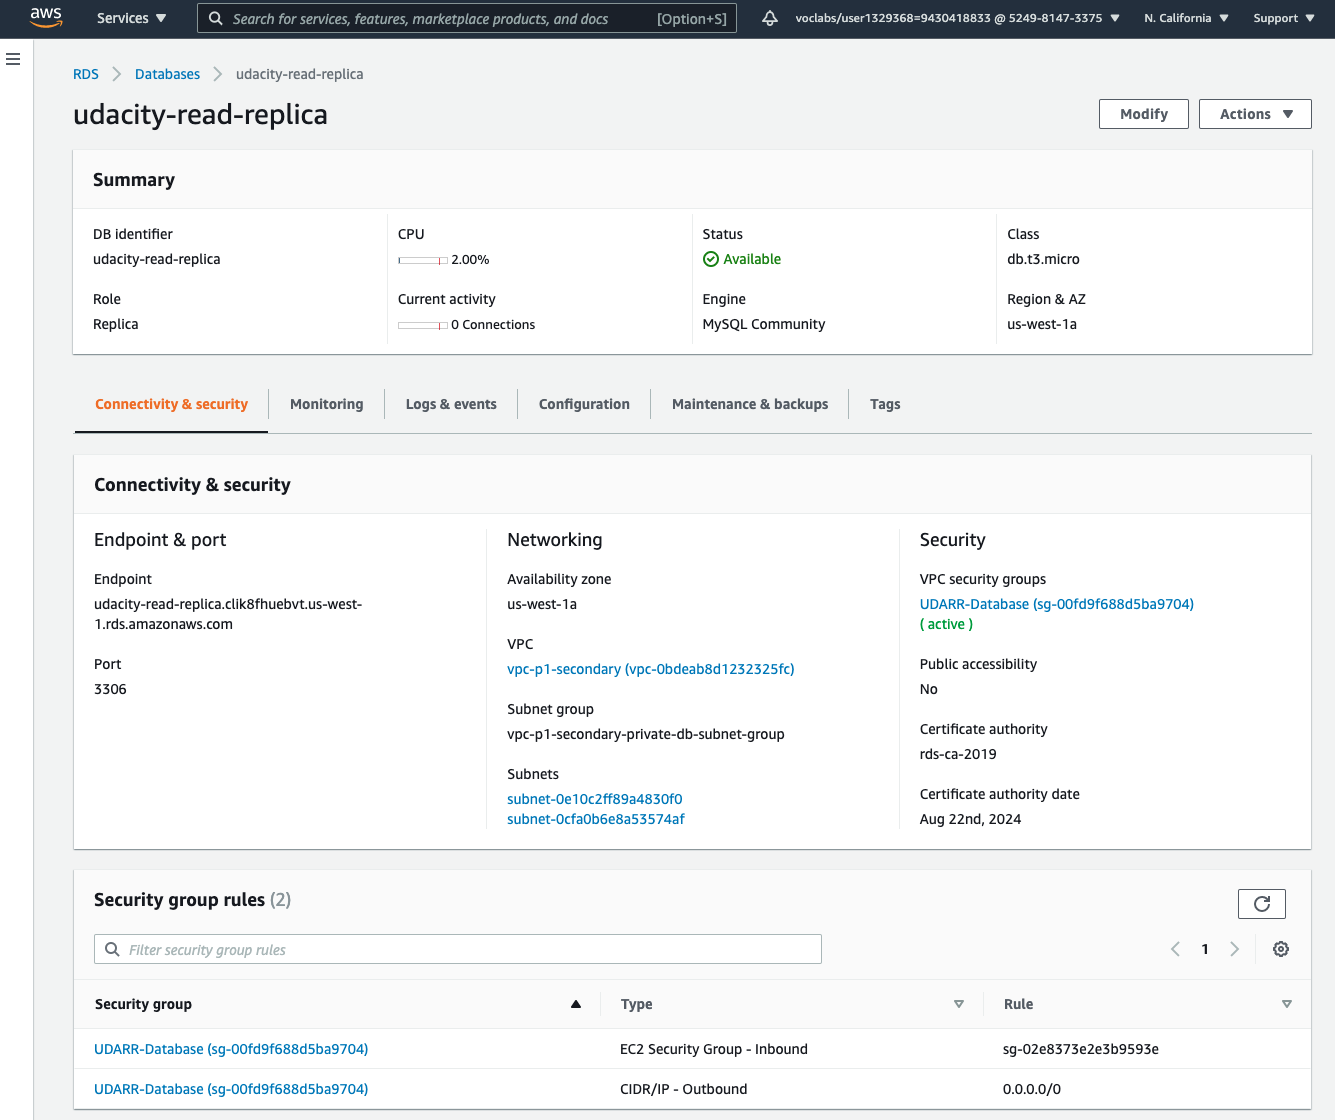 aws
Services
Search for services, features, marketplace products, and docs [Option+S]
voclabs/user1329368=9430418833 @ 5249-8147-3375
N. California
Support
RDS
Databases
udacity-read-replica
udacity-read-replica
Modify
Actions
Summary
DB identifier
udacity-read-replica
CPU
2.00%
Status
Available
Class
db.t3.micro
Role
Replica
Current activity
0 Connections
Engine
MySQL Community
Region & AZ
us-west-1a
Connectivity & security
Monitoring
Logs & events
Configuration
Maintenance & backups
Tags
Connectivity & security
Endpoint & port
Endpoint
udacity-read-replica.clik8fhuebvt.us-west-
1.rds.amazonaws.com
Port
3306
Networking
Availability zone
us-west-1a
VPC
vpc-p1-secondary (vpc-0bdeab8d1232325fc)
Subnet group
vpc-p1-secondary-private-db-subnet-group
Subnets
subnet-0e10c2ff89a4830f0
subnet-0cfa0b6e8a53574af
Security
VPC security groups
UDARR-Database (sg-00fd9f688d5ba9704)
( active )
Public accessibility
No
Certificate authority
rds-ca-2019
Certificate authority date
Aug 22nd, 2024
Security group rules (2)
Filter security group rules
1
Security group
Type
Rule
UDARR-Database (sg-00fd9f688d5ba9704)
EC2 Security Group - Inbound
sg-02e8373e2e3b9593e
UDARR-Database (sg-00fd9f688d5ba9704)
CIDR/IP - Outbound
0.0.0.0/0